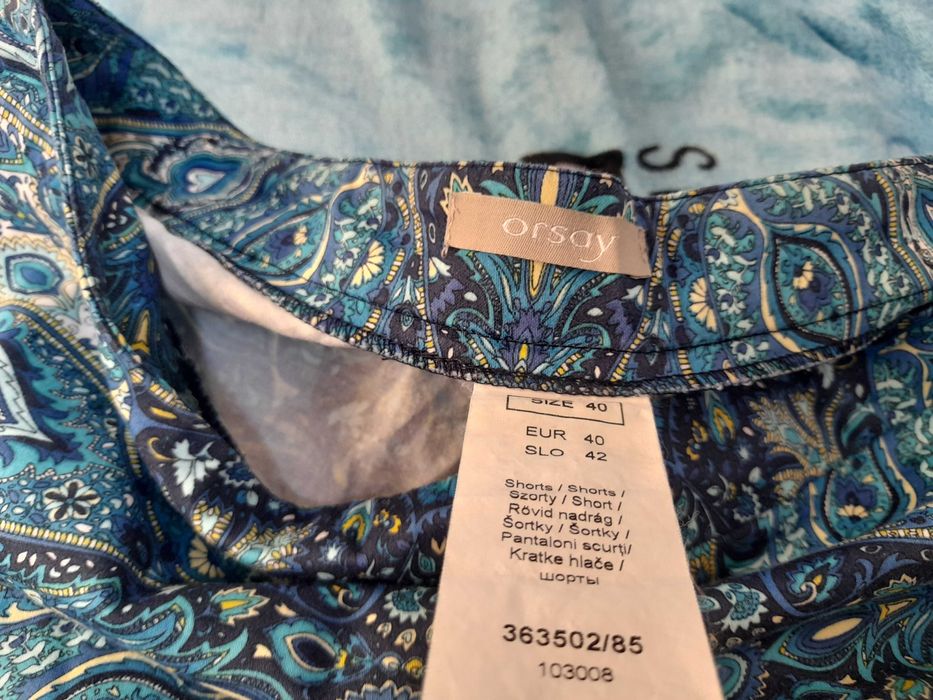 S
orsay
SIZE 40
EUR 40
SLO 42
Shorts / Shorts /
Szorty / Short /
Rövid nadrág /
Šortky / Šortky /
Pantaloni scurți/
Kratke hlače /
шорты
363502/85
103008